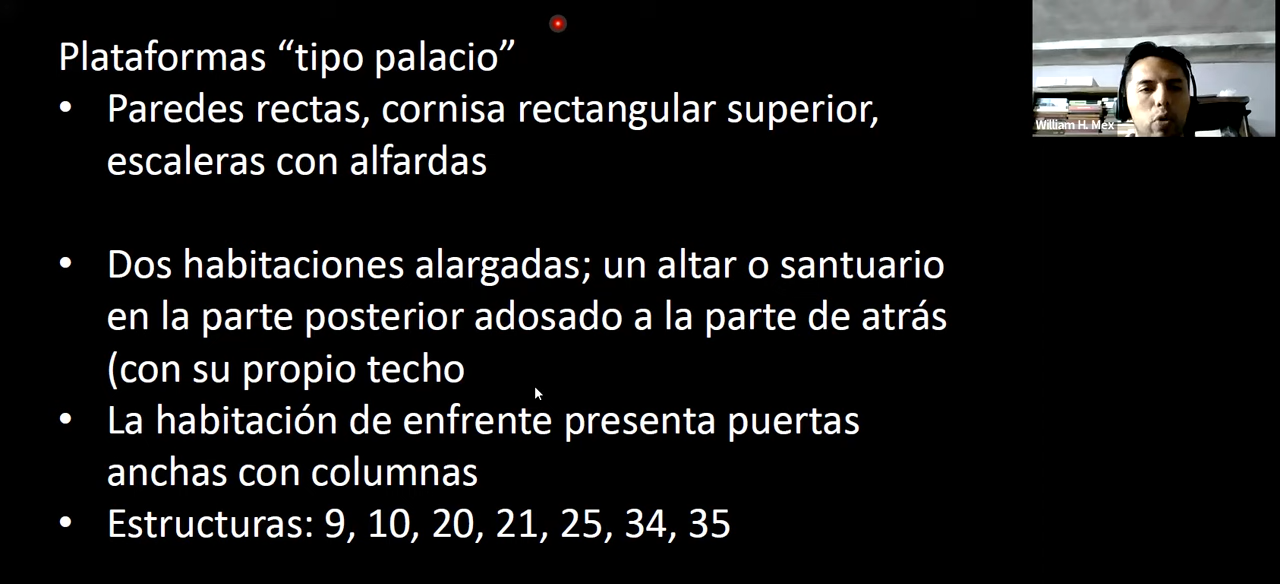 Plataformas “tipo palacio”
• Paredes rectas, cornisa rectangular superior,
escaleras con alfardas
• Dos habitaciones alargadas; un altar o santuario
en la parte posterior adosado a la parte de atrás
(con su propio techo
• La habitación de enfrente presenta puertas
anchas con columnas
• Estructuras: 9, 10, 20, 21, 25, 34, 35
William H. Mex